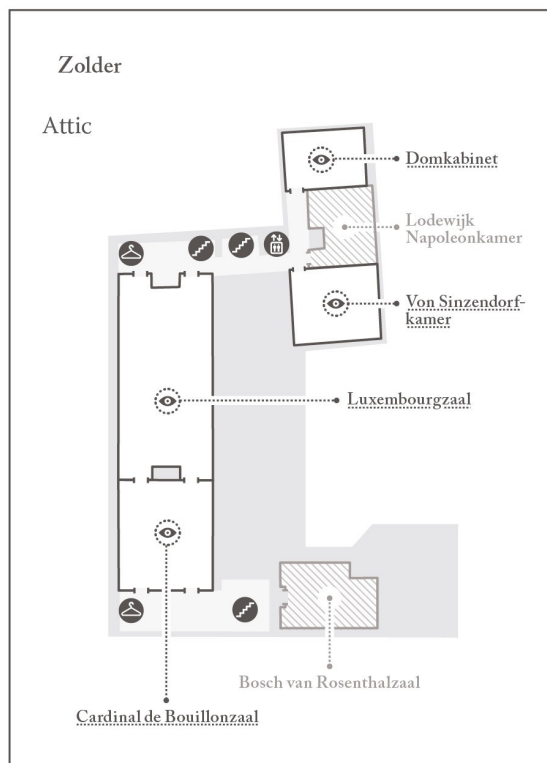 Zolder
Attic
Domkabinet
Lodewijk
Napoleonkamer
Von Sinzendorf-
kamer
Luxembourgzaal
Bosch van Rosenthalzaal
Cardinal de Bouillonzaal